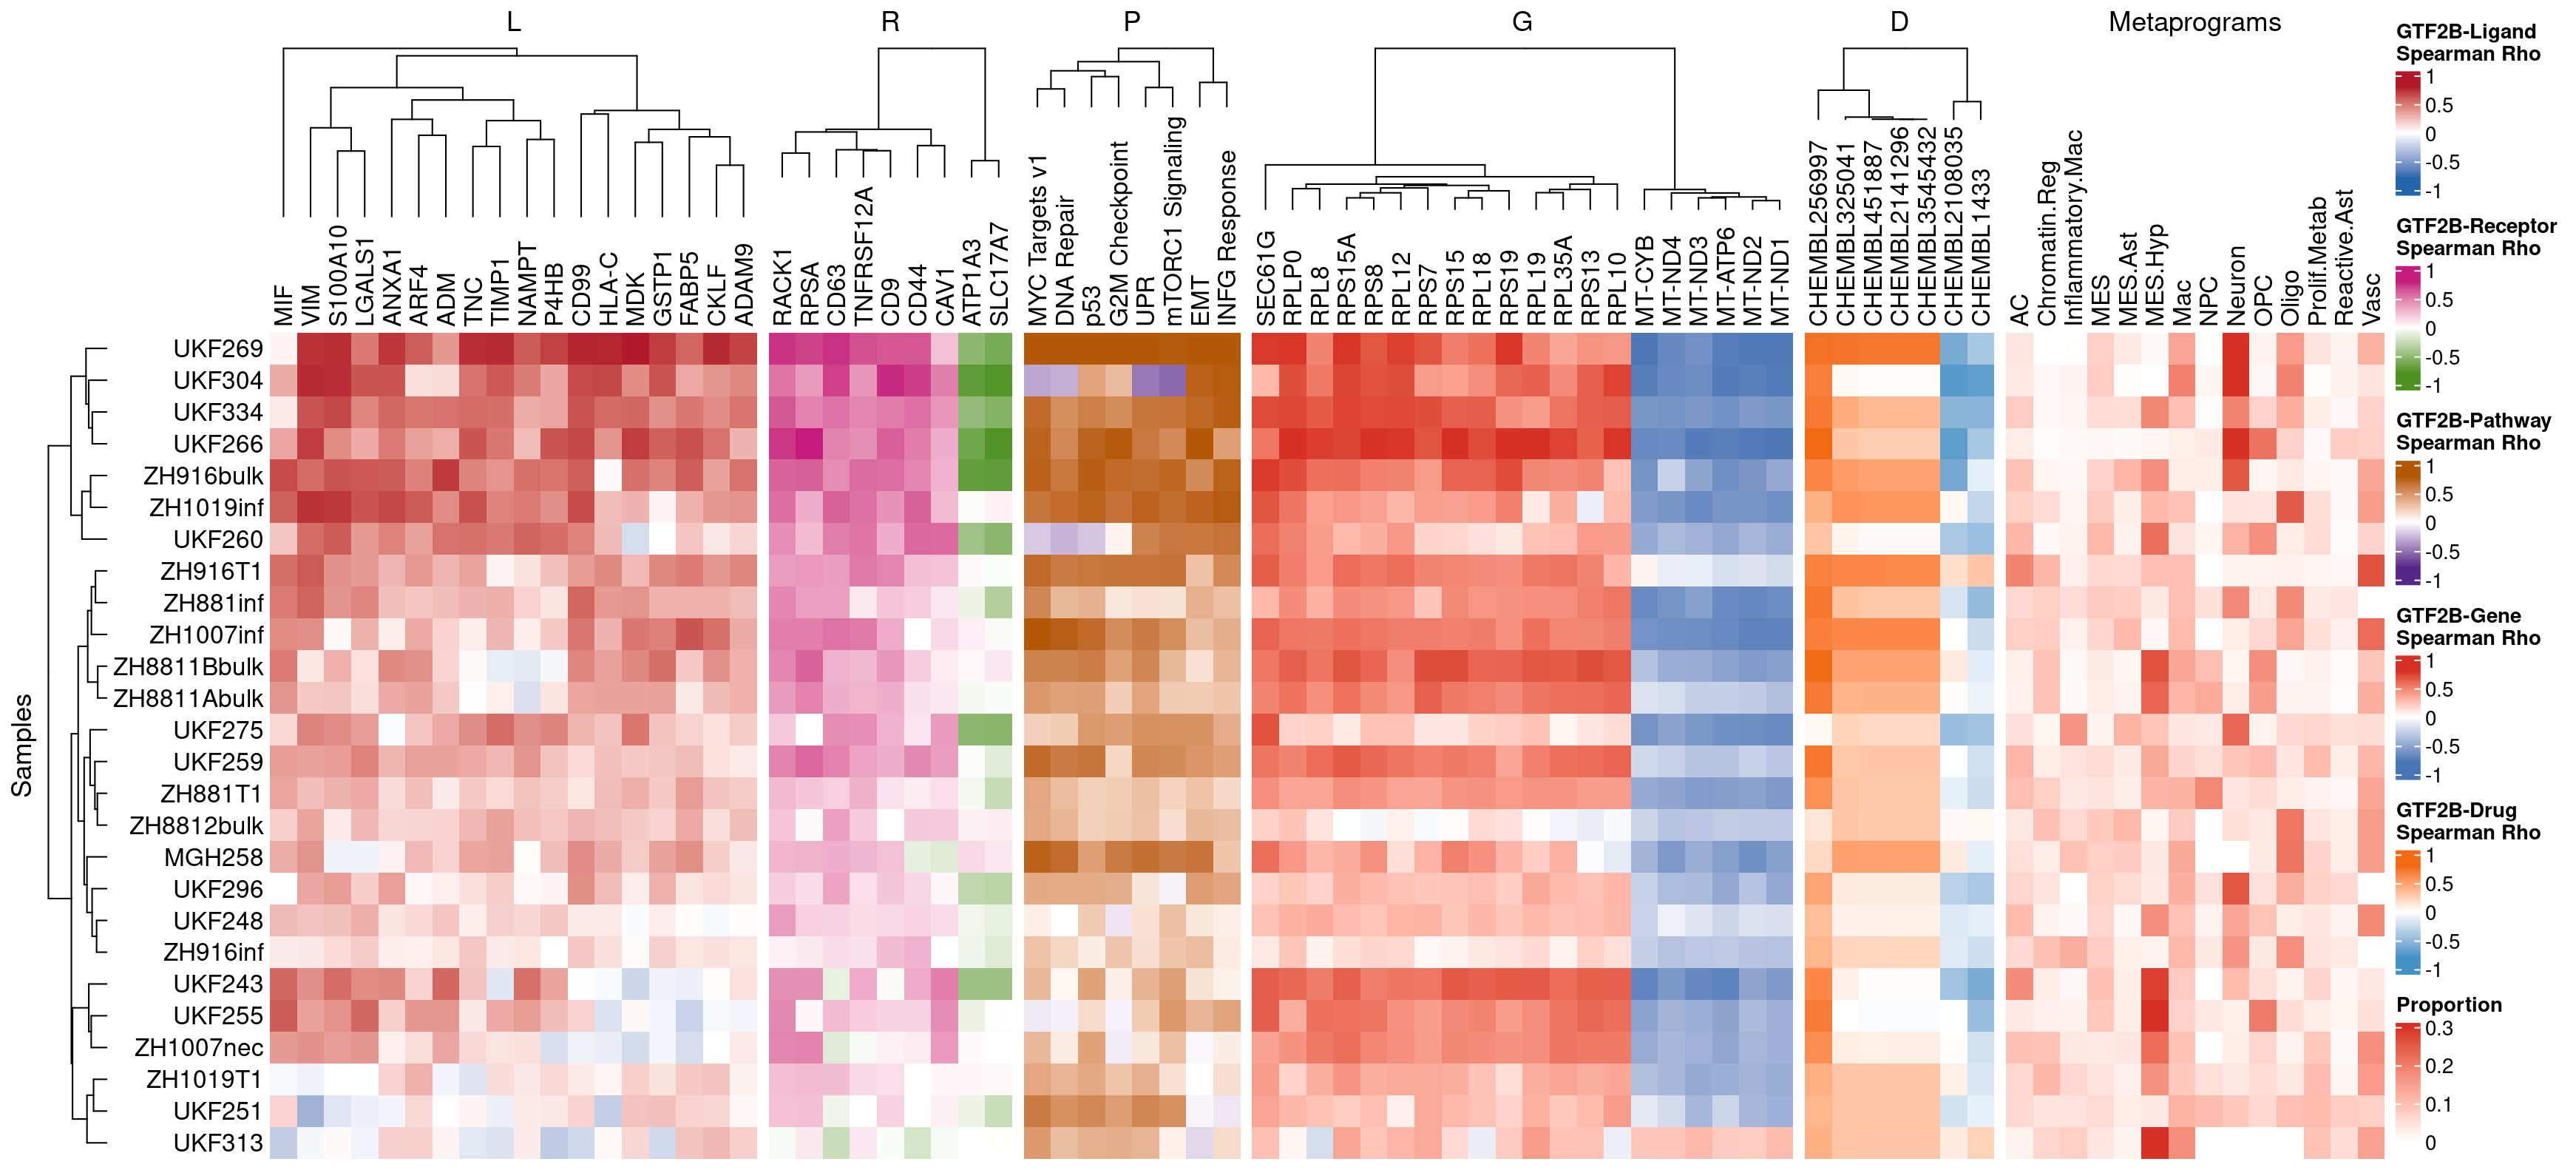 L R P G D Metaprograms
MIF
VIM
S100A10
LGALS1
ANXA1
ARF4
ADM
TNC
TIMP1
NAMPT
P4HB
CD99
HLA-C
MDK
GSTP1
FABP5
CKLF
ADAM9
RACK1
RPSA
CD63
TNFRSF12A
CD9
CD44
CAV1
ATP1A3
SLC17A7
MYC Targets v1
DNA Repair
p53
G2M Checkpoint
UPR
mTORC1 Signaling
EMT
INFG Response
SEC61G
RPLP0
RPL8
RPS15A
RPS8
RPL12
RPS7
RPS15
RPL18
RPS19
RPL19
RPL35A
RPS13
RPL10
MT-CYB
MT-ND4
MT-ND3
MT-ATP6
MT-ND2
MT-ND1
CHEMBL256997
CHEMBL325041
CHEMBL451887
CHEMBL2141296
CHEMBL3545432
CHEMBL2108035
CHEMBL1433
AC
Chromatin.Reg
Inflammatory.Mac
MES
MES.Ast
MES.Hyp
Mac
NPC
Neuron
OPC
Oligo
Prolif.Metab
Reactive.Ast
Vasc
Samples
UKF269
UKF304
UKF334
UKF266
ZH916bulk
ZH1019inf
UKF260
ZH916T1
ZH881inf
ZH1007inf
ZH8811Bbulk
ZH8811Abulk
UKF275
UKF259
ZH881T1
ZH8812bulk
MGH258
UKF296
UKF248
ZH916inf
UKF243
UKF255
ZH1007nec
ZH1019T1
UKF251
UKF313
GTF2B-Ligand
Spearman Rho
1
0.5
0
-0.5
-1
GTF2B-Receptor
Spearman Rho
1
0.5
0
-0.5
-1
GTF2B-Pathway
Spearman Rho
1
0.5
0
-0.5
-1
GTF2B-Gene
Spearman Rho
1
0.5
0
-0.5
-1
GTF2B-Drug
Spearman Rho
1
0.5
0
-0.5
-1
Proportion
0.3
0.2
0.1
0